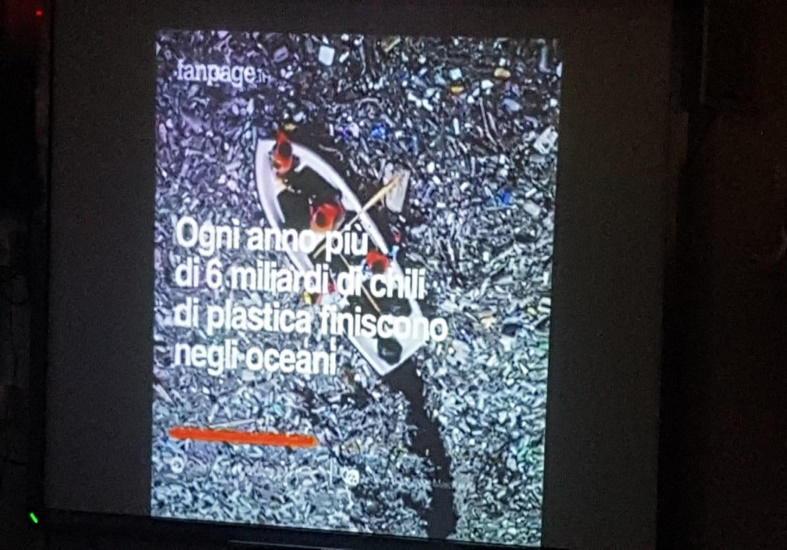 fanpage.it
Ogni anno più
di 6 miliardi di chili
di plastica finiscono
negli oceani